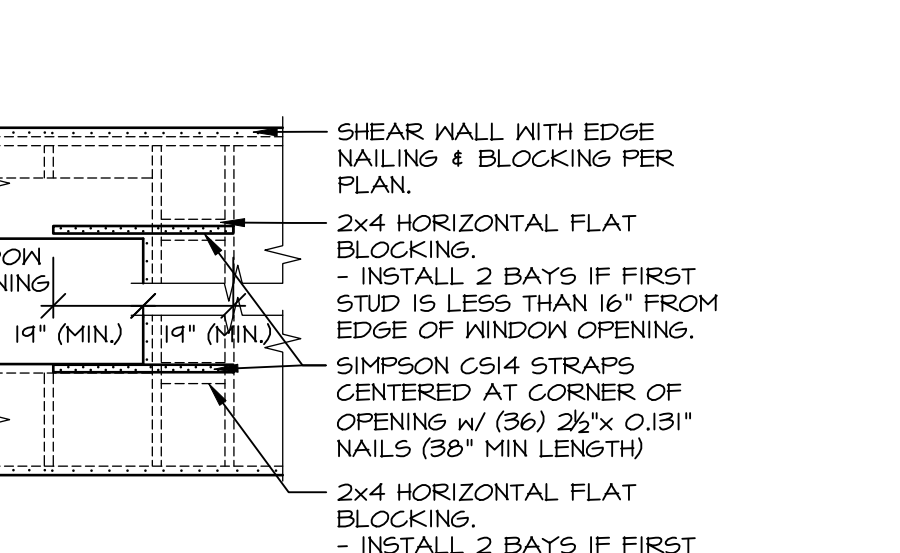 SHEAR WALL WITH EDGE
NAILING & BLOCKING PER
PLAN.
2x4 HORIZONTAL FLAT
BLOCKING.
- INSTALL 2 BAYS IF FIRST
STUD IS LESS THAN 16" FROM
EDGE OF WINDOW OPENING.
19" (MIN.) 19" (MIN.)
SIMPSON CS14 STRAPS
CENTERED AT CORNER OF
OPENING w/ (36) 2½"x 0.131"
NAILS (38" MIN LENGTH)
2x4 HORIZONTAL FLAT
BLOCKING.
- INSTALL 2 BAYS IF FIRST